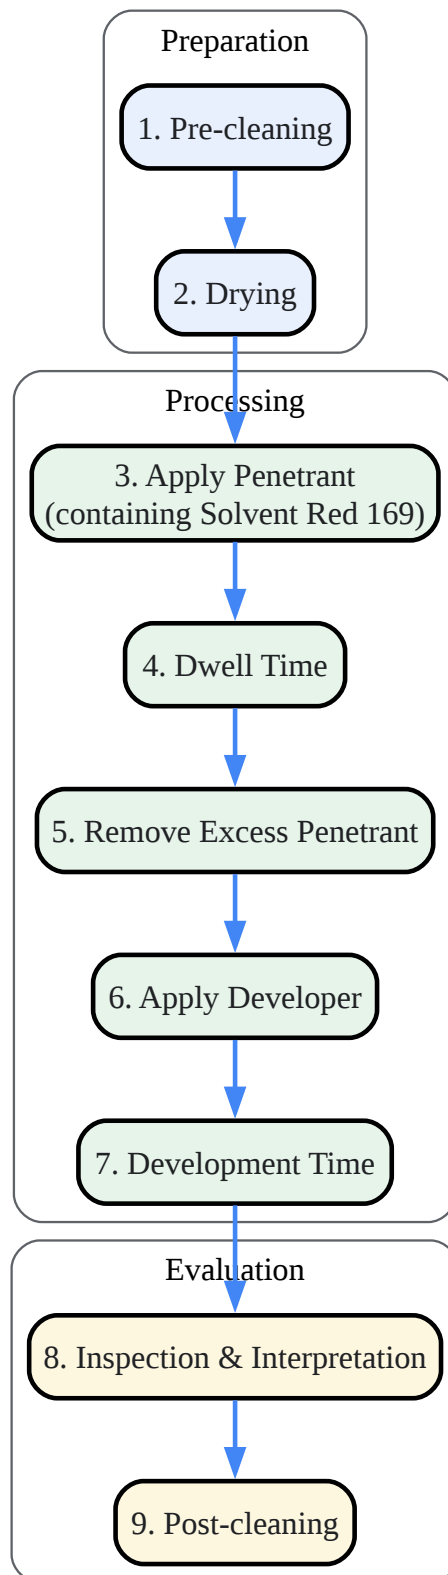 Preparation
1. Pre-cleaning
2. Drying
Processing
3. Apply Penetrant
(containing Solvent Red 169)
4. Dwell Time
5. Remove Excess Penetrant
6. Apply Developer
7. Development Time
Evaluation
8. Inspection & Interpretation
9. Post-cleaning